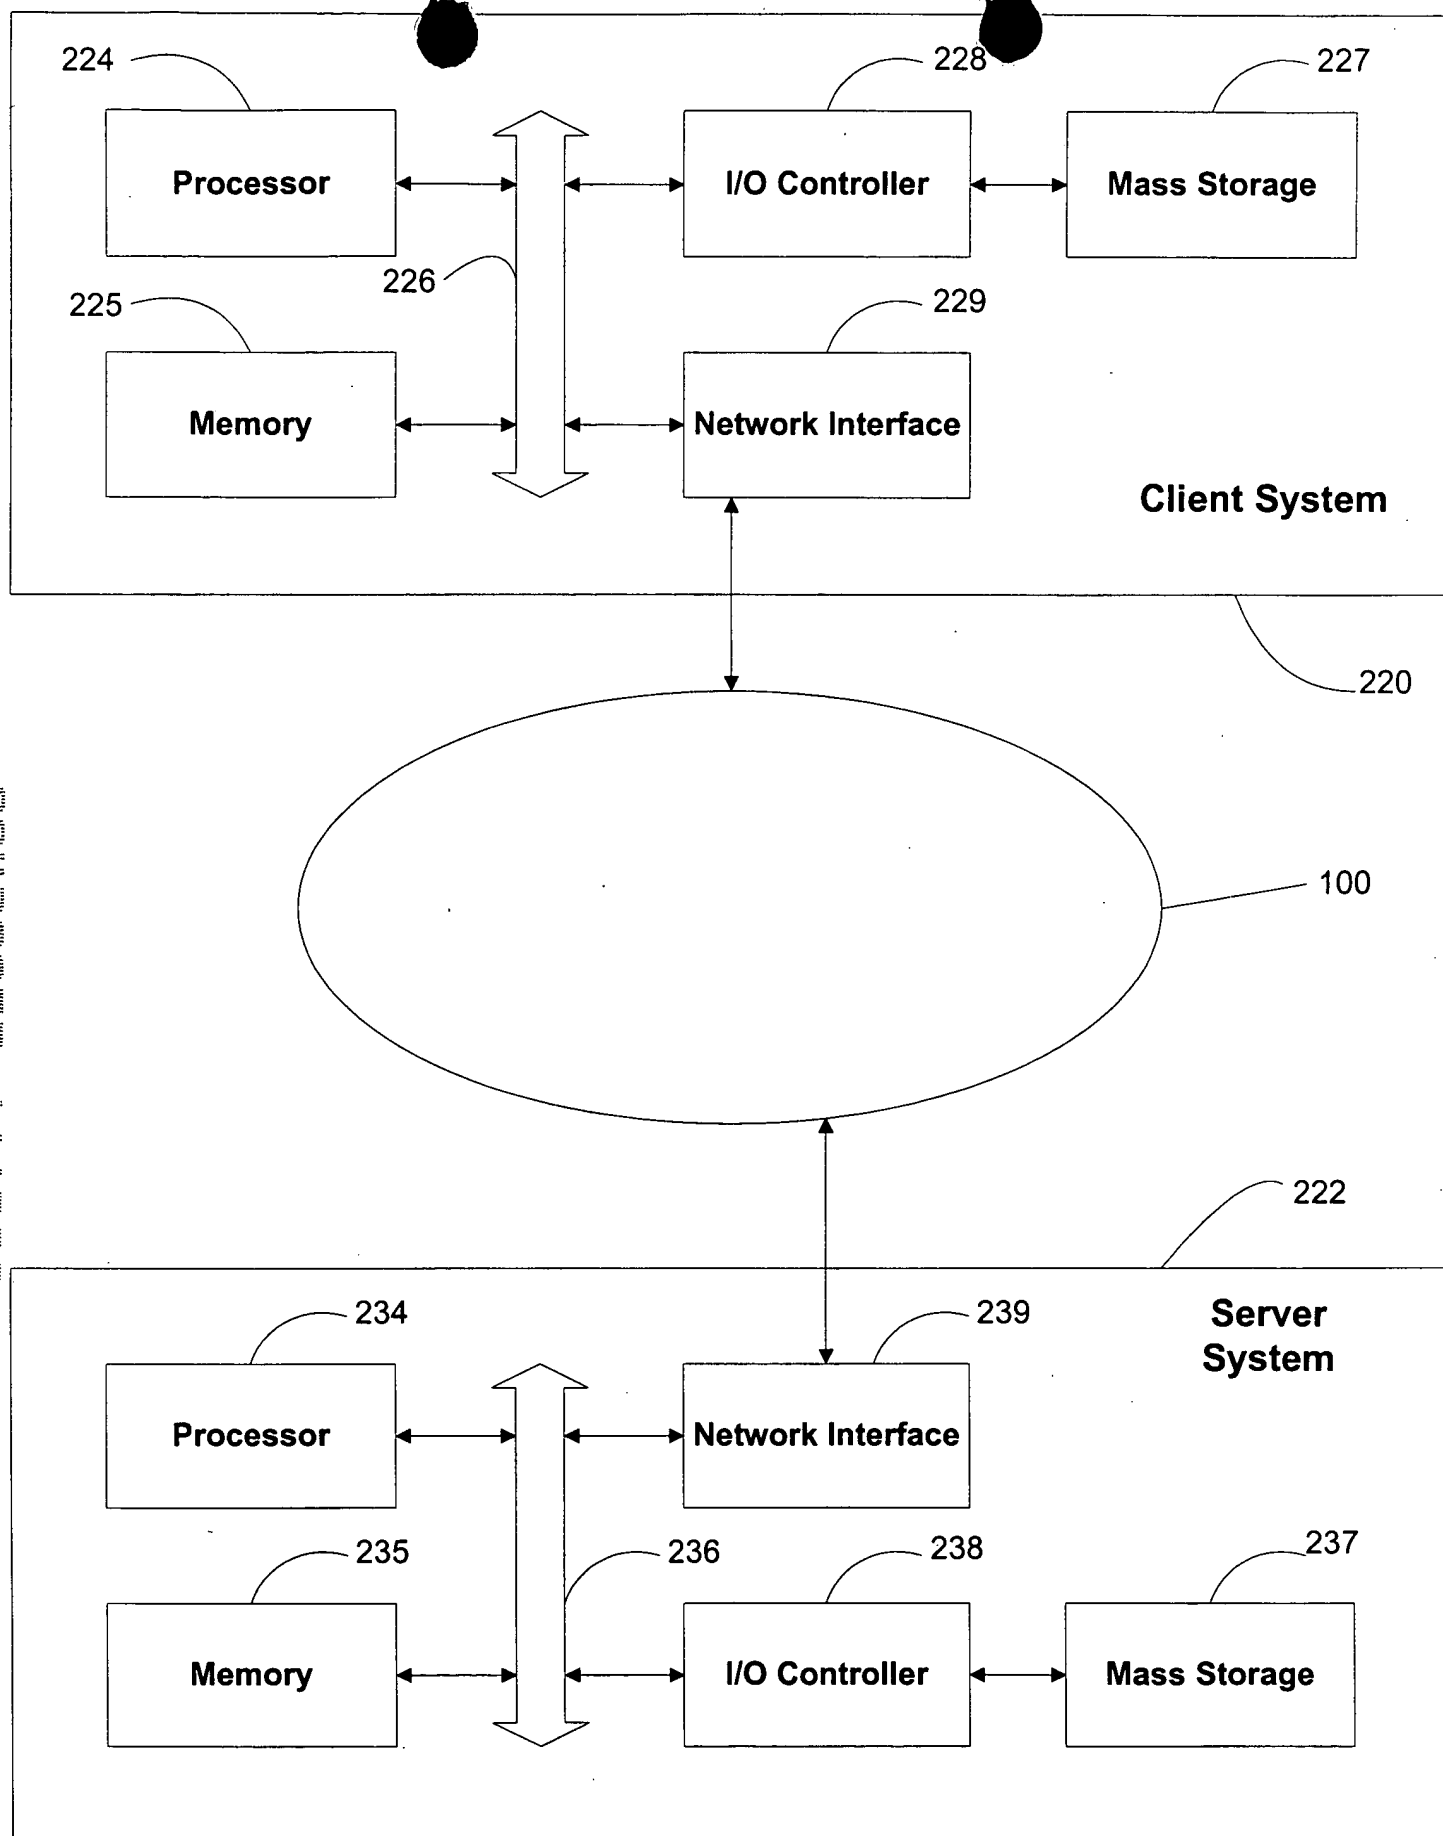 224
228
227
Processor
I/O Controller
Mass Storage
226
225
229
Memory
Network Interface
Client System
220
100
222
234
239
Server
System
Processor
Network Interface
235
236
238
237
Memory
I/O Controller
Mass Storage